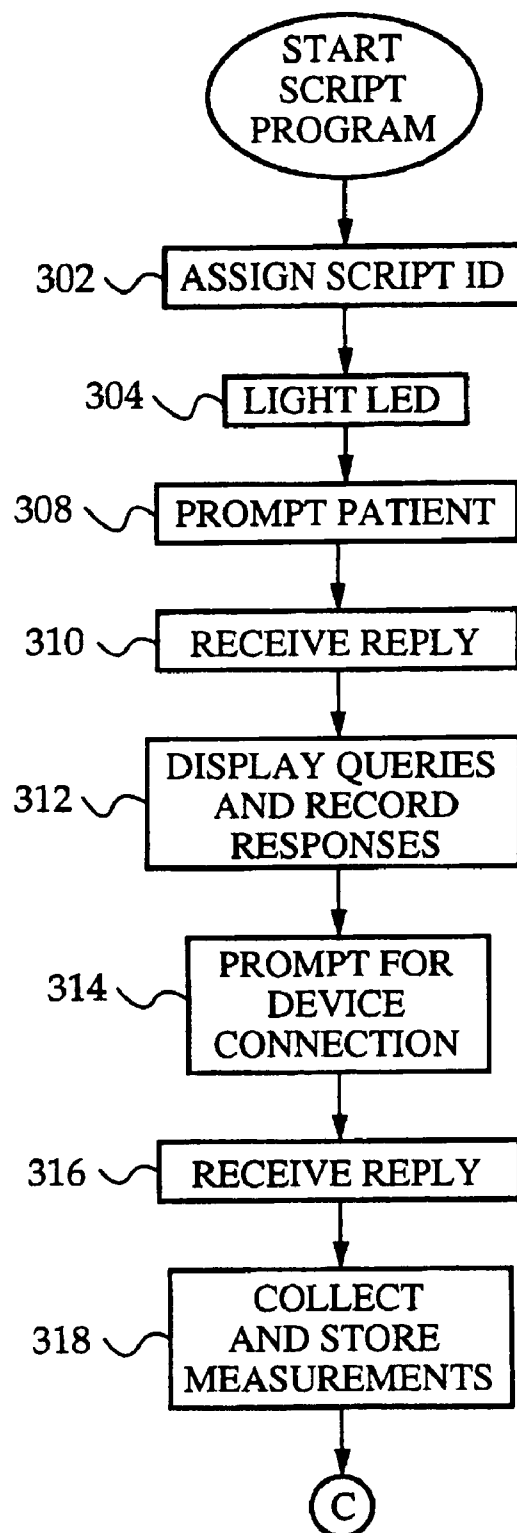 START
SCRIPT
PROGRAM
302 ASSIGN SCRIPT ID
304 LIGHT LED
308 PROMPT PATIENT
310 RECEIVE REPLY
DISPLAY QUERIES
312 AND RECORD
RESPONSES
PROMPT FOR
314 DEVICE
CONNECTION
316 RECEIVE REPLY
COLLECT
318 AND STORE
MEASUREMENTS
C